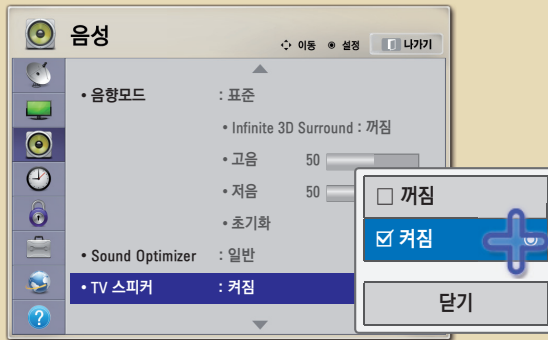 음성
이동 설정 나가기
• 음향모드 : 표준
• Infinite 3D Surround : 꺼짐
• 고음 50
• 저음 50
• 초기화
• Sound Optimizer : 일반
• TV 스피커 : 켜짐
꺼짐
켜짐
닫기
?